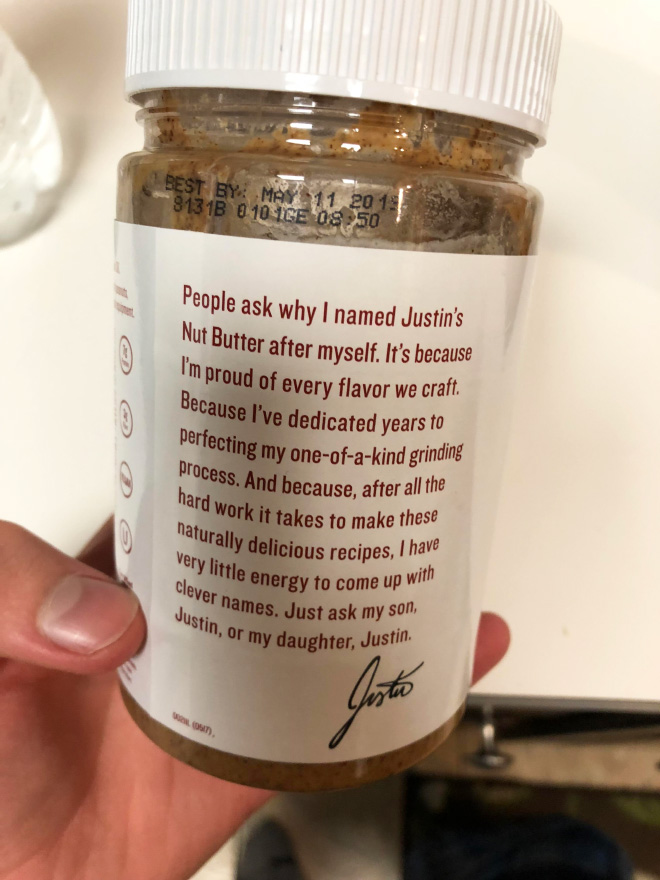 BEST BY: MAY 11 2019
8131B 0101GE 08:50
People ask why I named Justin's
Nut Butter after myself. It's because
I'm proud of every flavor we craft.
Because I've dedicated years to
perfecting my one-of-a-kind grinding
process. And because, after all the
hard work it takes to make these
naturally delicious recipes, I have
very little energy to come up with
clever names. Just ask my son,
Justin, or my daughter, Justin.
Justin